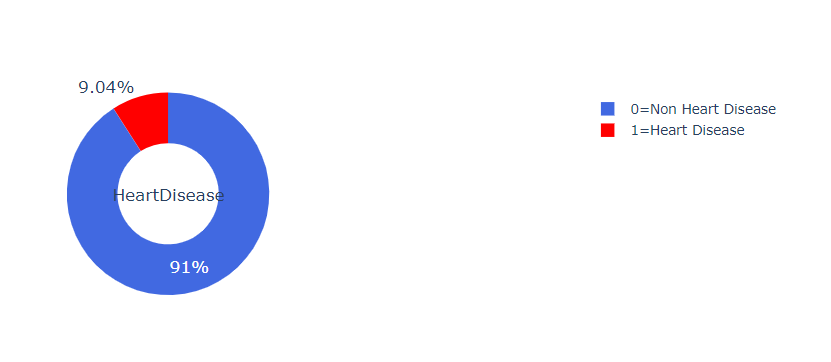 9.04%
HeartDisease
91%
0=Non Heart Disease
1=Heart Disease